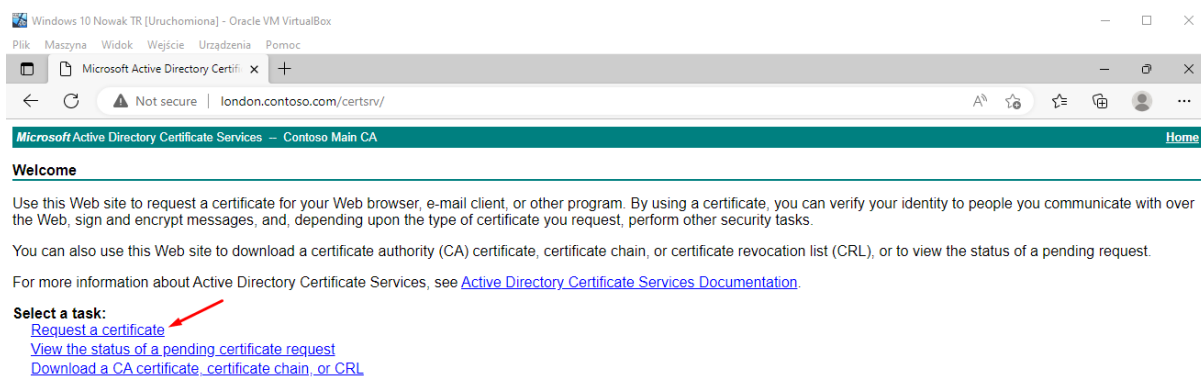 Windows 10 Nowak TR [Uruchomiona] - Oracle VM VirtualBox
Plik Maszyna Widok Wejście Urządzenia Pomoc
Microsoft Active Directory Certifi
Not secure | london.contoso.com/certsrv/
Microsoft Active Directory Certificate Services -- Contoso Main CA Home
Welcome
Use this Web site to request a certificate for your Web browser, e-mail client, or other program. By using a certificate, you can verify your identity to people you communicate with over
the Web, sign and encrypt messages, and, depending upon the type of certificate you request, perform other security tasks.
You can also use this Web site to download a certificate authority (CA) certificate, certificate chain, or certificate revocation list (CRL), or to view the status of a pending request.
For more information about Active Directory Certificate Services, see Active Directory Certificate Services Documentation.
Select a task:
Request a certificate
View the status of a pending certificate request
Download a CA certificate, certificate chain, or CRL